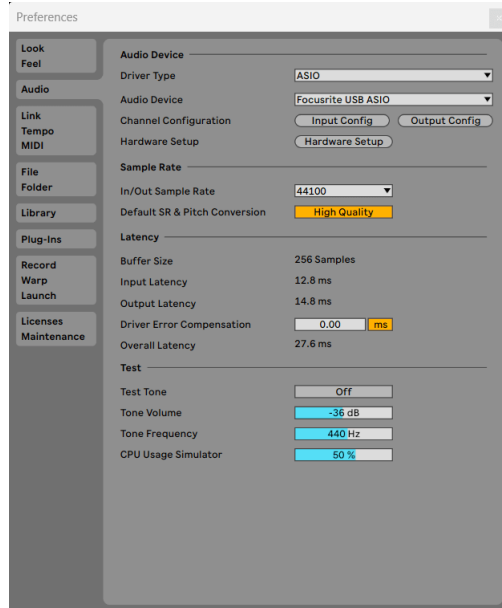 Preferences
Look
Feel
Audio
Link
Tempo
MIDI
File
Folder
Library
Plug-Ins
Record
Warp
Launch
Licenses
Maintenance
Audio Device
Driver Type ASIO
Audio Device Focusrite USB ASIO
Channel Configuration Input Config Output Config
Hardware Setup Hardware Setup
Sample Rate
In/Out Sample Rate 44100
Default SR & Pitch Conversion High Quality
Latency
Buffer Size 256 Samples
Input Latency 12.8 ms
Output Latency 14.8 ms
Driver Error Compensation 0.00 ms
Overall Latency 27.6 ms
Test
Test Tone Off
Tone Volume -36 dB
Tone Frequency 440 Hz
CPU Usage Simulator 50 %